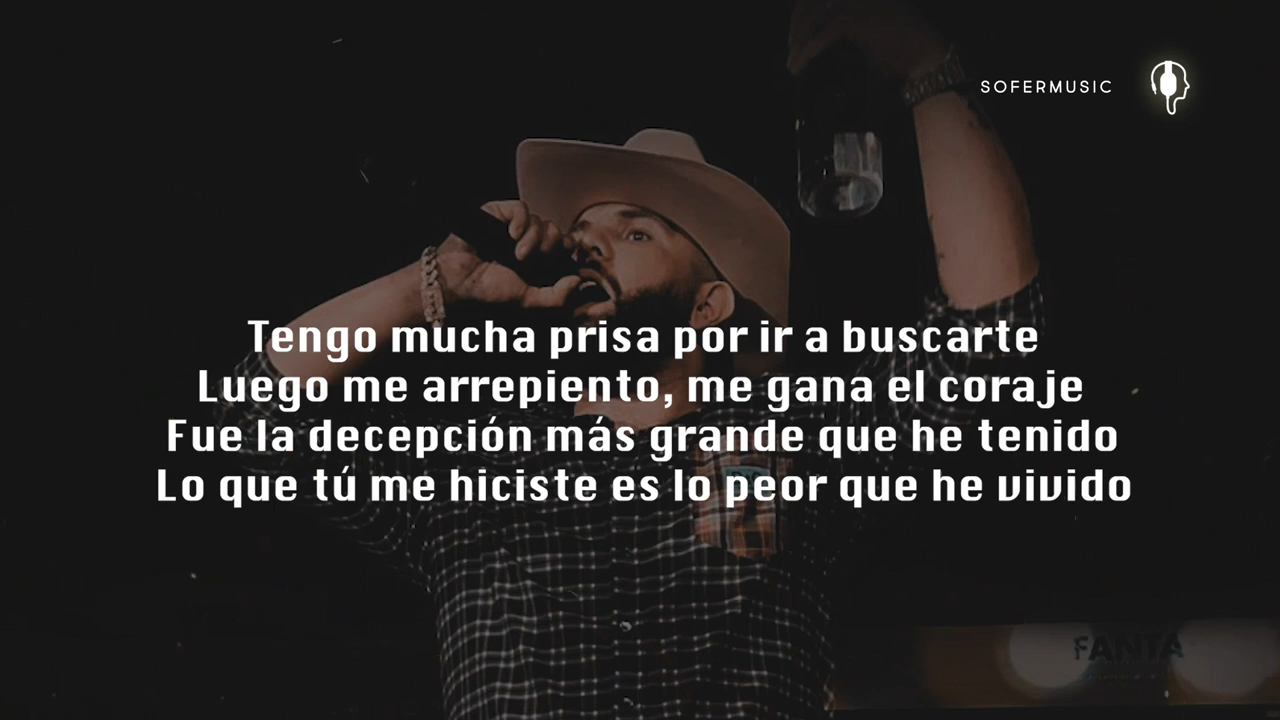 SOFERMUSIC
Tengo mucha prisa por ir a buscarte
Luego me arrepiento, me gana el coraje
Fue la decepción más grande que he tenido
Lo que tú me hiciste es lo peor que he vivido
FANTA